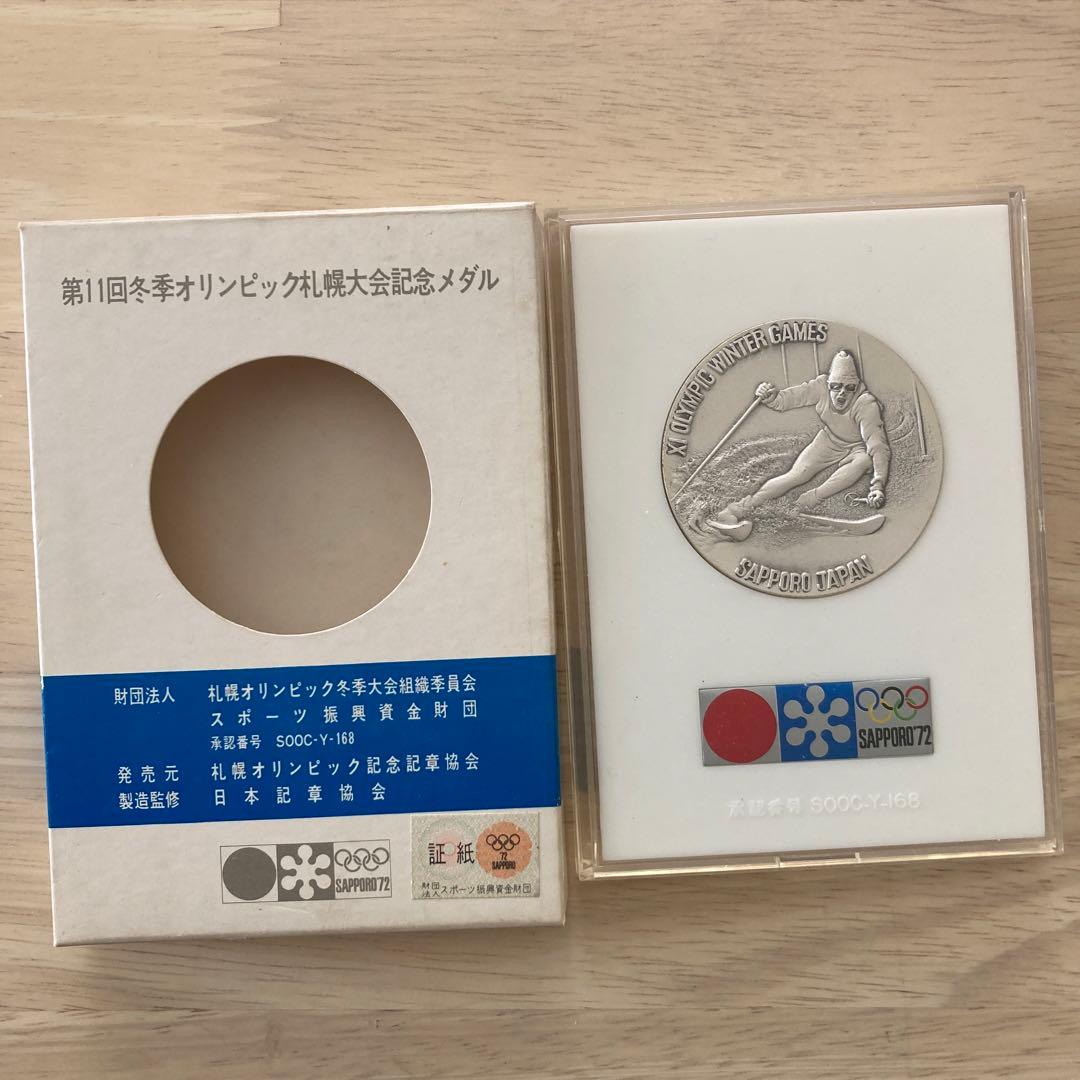 第11回冬季オリンピック札幌大会記念メダル
財団法人 札幌オリンピック冬季大会組織委員会
スポーツ振興資金財団
承認番号 SOOC-Y-168
発売元 札幌オリンピック記念記章協会
製造監修 日本記章協会
SAPPORO'72
証紙
'72
SAPPORO
財団法人スポーツ振興資金財団
XI OLYMPIC WINTER GAMES
SAPPORO JAPAN
SAPPORO'72
承認番号 SOOC-Y-168